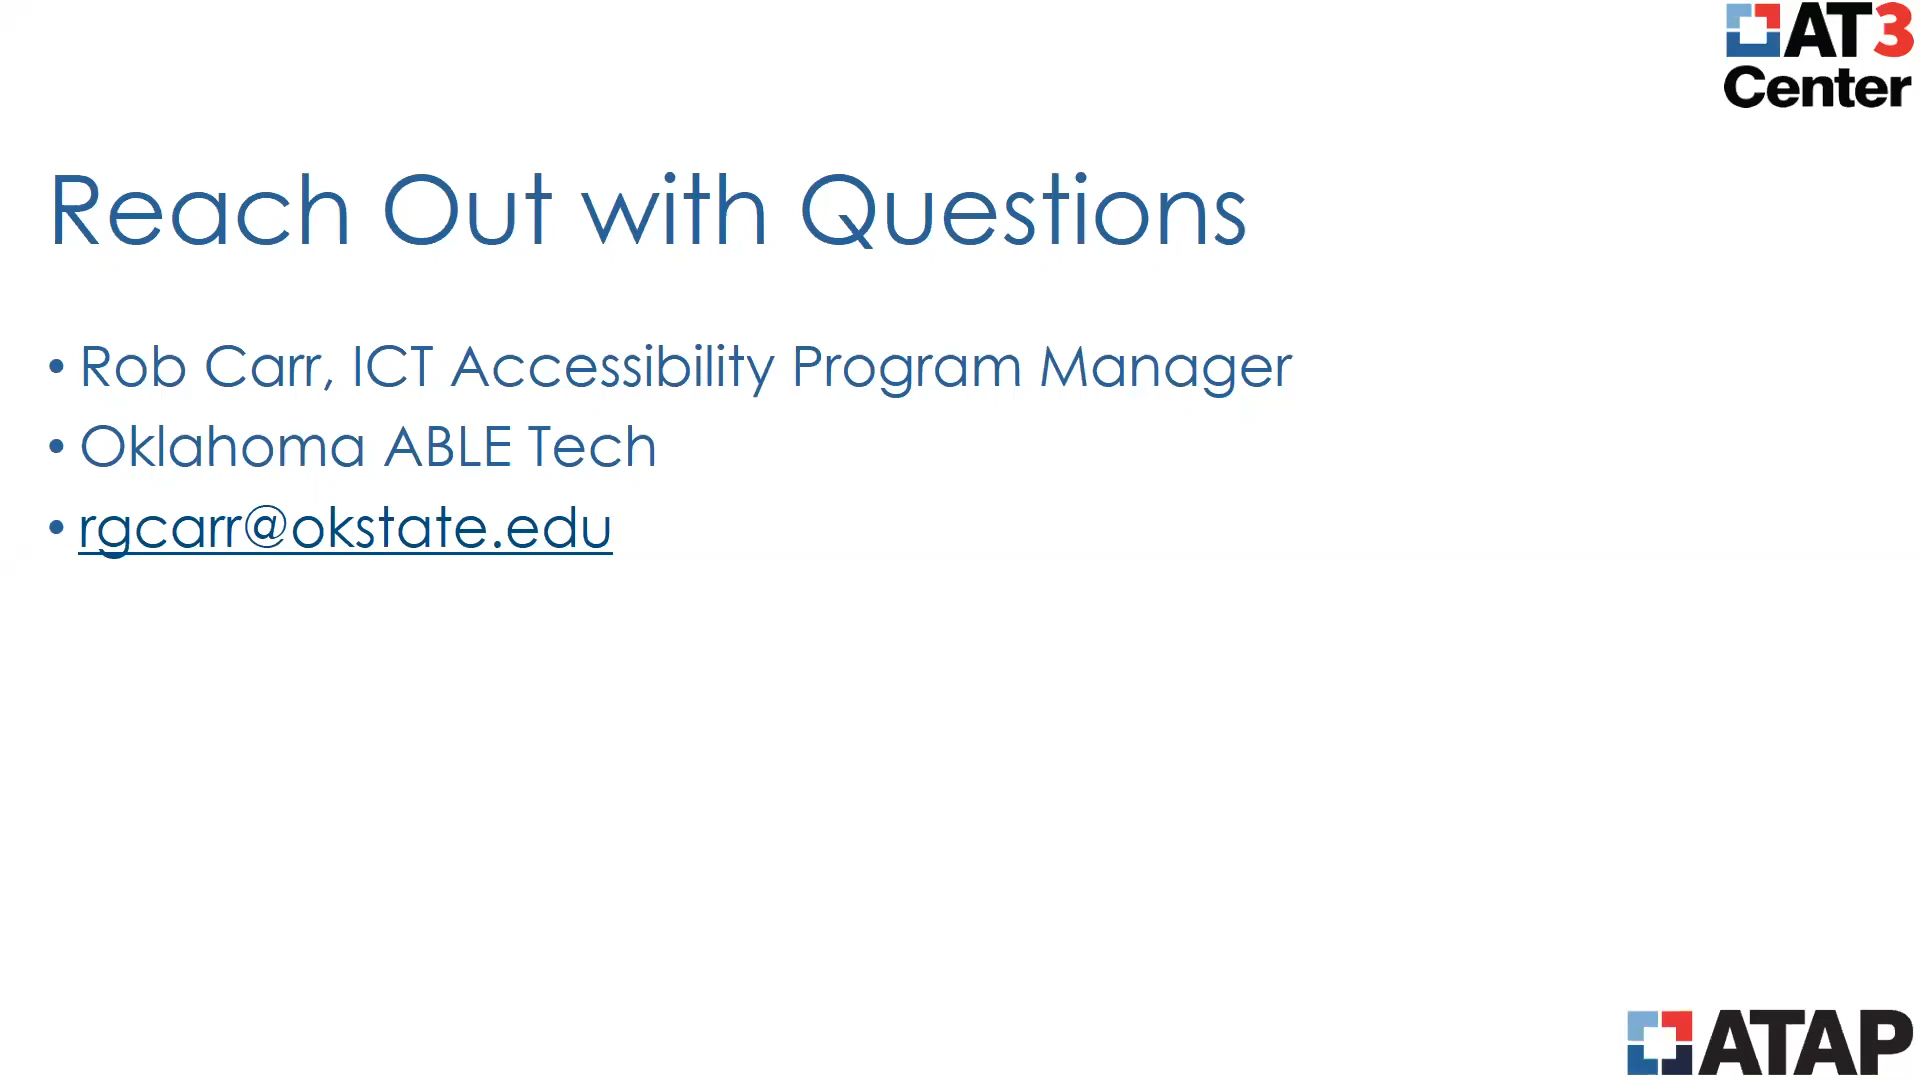 AT3
Center
Reach Out with Questions
• Rob Carr, ICT Accessibility Program Manager
• Oklahoma ABLE Tech
• rgcarr@okstate.edu
ATAP